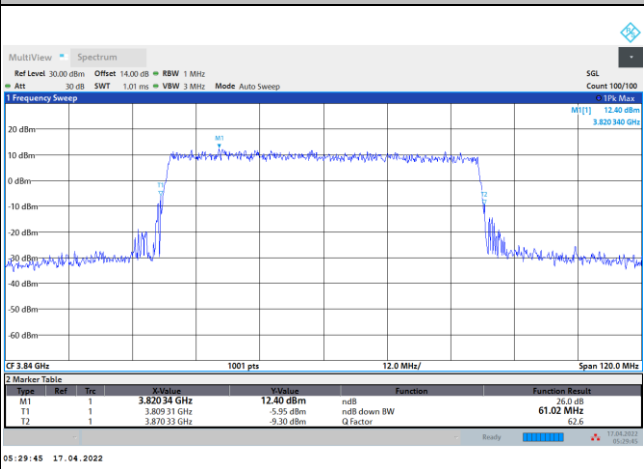 MultiView Spectrum
Ref Level 30.00 dBm Offset 14.00 dB RBW 1 MHz SGL
Att 30 dB SWT 1.01 ms VBW 3 MHz Mode Auto Sweep Count 100/100
1 Frequency Sweep 1Pk Max
M1[1] 12.40 dBm
3.820 340 GHz
20 dBm
M1
10 dBm
0 dBm
T1
T2
-10 dBm
-20 dBm
-30 dBm
-40 dBm
-50 dBm
-60 dBm
CF 3.84 GHz 1001 pts 12.0 MHz/ Span 120.0 MHz
2 Marker Table
Type Ref Trc X-Value Y-Value Function Function Result
M1 1 3.820 34 GHz 12.40 dBm ndB 26.0 dB
T1 1 3.809 31 GHz -5.95 dBm ndB down BW 61.02 MHz
T2 1 3.870 33 GHz -9.30 dBm Q Factor 62.6
Ready 17.04.2022
05:29:45
05:29:45 17.04.2022